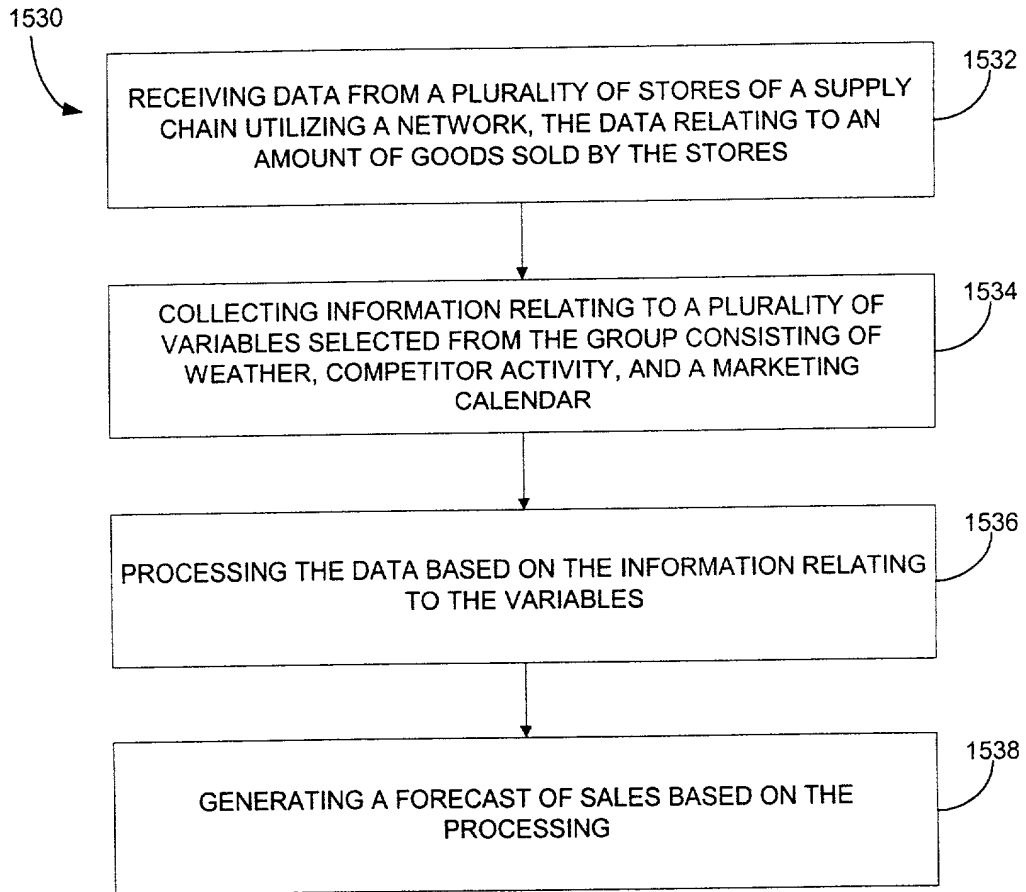 1530
1532
RECEIVING DATA FROM A PLURALITY OF STORES OF A SUPPLY
CHAIN UTILIZING A NETWORK, THE DATA RELATING TO AN
AMOUNT OF GOODS SOLD BY THE STORES
1534
COLLECTING INFORMATION RELATING TO A PLURALITY OF
VARIABLES SELECTED FROM THE GROUP CONSISTING OF
WEATHER, COMPETITOR ACTIVITY, AND A MARKETING
CALENDAR
1536
PROCESSING THE DATA BASED ON THE INFORMATION RELATING
TO THE VARIABLES
1538
GENERATING A FORECAST OF SALES BASED ON THE
PROCESSING